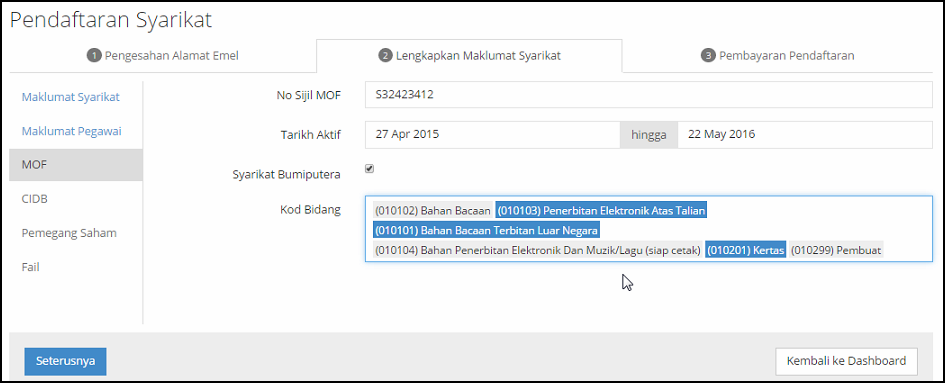 Pendaftaran Syarikat
1 Pengesahan Alamat Emel
2 Lengkapkan Maklumat Syarikat
3 Pembayaran Pendaftaran
Maklumat Syarikat
Maklumat Pegawai
MOF
CIDB
Pemegang Saham
Fail
No Sijil MOF S32423412
Tarikh Aktif 27 Apr 2015 hingga 22 May 2016
Syarikat Bumiputera
Kod Bidang (010102) Bahan Bacaan (010103) Penerbitan Elektronik Atas Talian
(010101) Bahan Bacaan Terbitan Luar Negara
(010104) Bahan Penerbitan Elektronik Dan Muzik/Lagu (siap cetak) (010201) Kertas (010299) Pembuat
Seterusnya
Kembali ke Dashboard